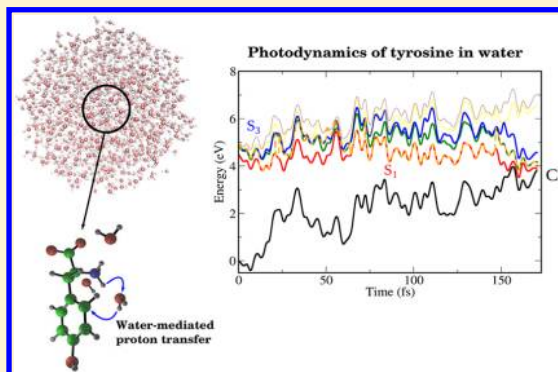 Photodynamics of tyrosine in water
8
6
4
2
0
Energy (eV)
S3
S1
C
0
50
100
150
Time (fs)
Water-mediated
proton transfer